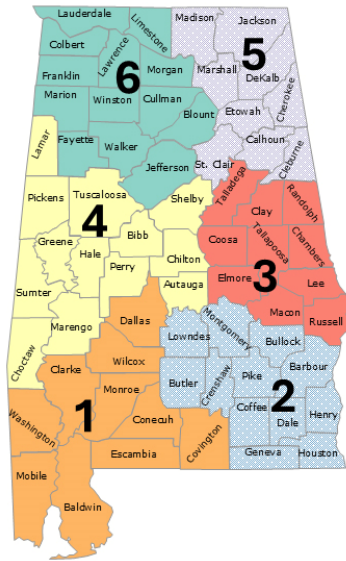 Lauderdale
Limestone
Madison
Jackson
Colbert
Lawrence
5
Franklin
Morgan
Marshall
DeKalb
6
Cherokee
Marion
Winston
Cullman
Blount
Etowah
Lamar
Fayette
Walker
Calhoun
Cleburne
Jefferson
St. Clair
Talladega
Pickens
Tuscaloosa
Shelby
Clay
Randolph
4
Greene
Hale
Bibb
Coosa
Tallapoosa
Chambers
Perry
Chilton
3
Elmore
Lee
Sumter
Autauga
Macon
Russell
Marengo
Dallas
Lowndes
Montgomery
Bullock
Choctaw
Clarke
Wilcox
Barbour
Monroe
Butler
Crenshaw
Pike
2
1
Washington
Conecuh
Coffee
Dale
Henry
Escambia
Covington
Geneva
Houston
Mobile
Baldwin